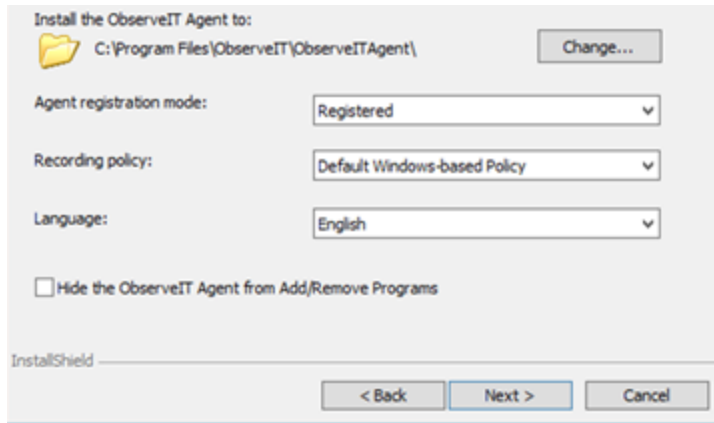 Install the ObserveIT Agent to:
C:\Program Files\ObserveIT\ObserveITAgent\
Change...
Agent registration mode:
Registered
Recording policy:
Default Windows-based Policy
Language:
English
Hide the ObserveIT Agent from Add/Remove Programs
InstallShield
< Back
Next >
Cancel